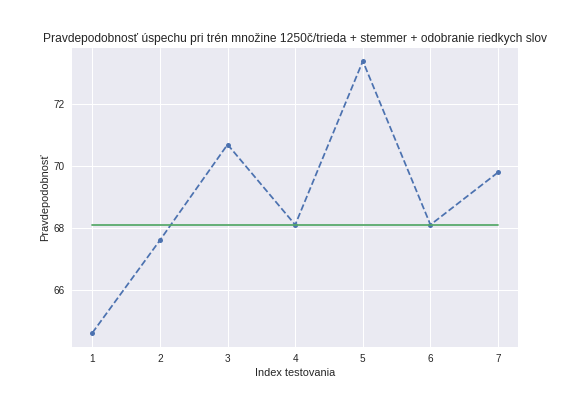 Pravdepodobnosť úspechu pri trén množine 1250č/trieda + stemmer + odobranie riedkych slov
72
70
68
66
Pravdepodobnosť
1 2 3 4 5 6 7
Index testovania